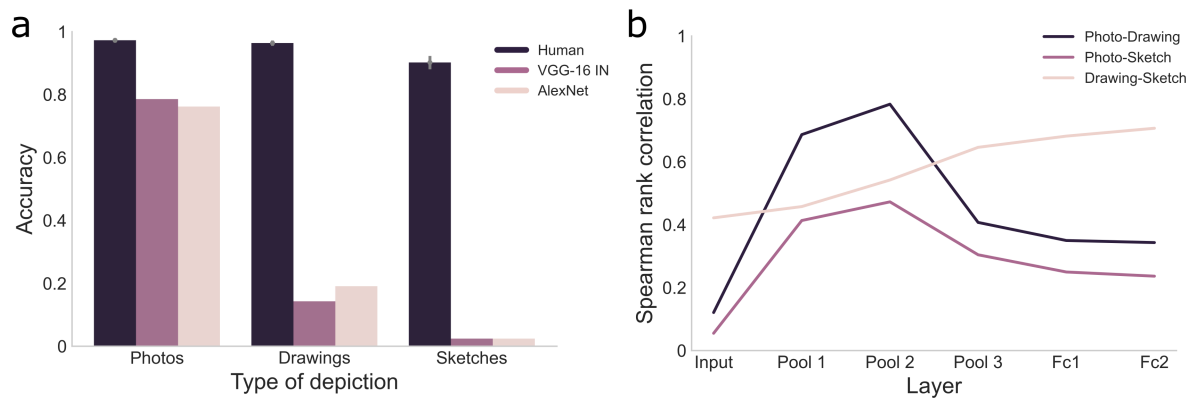 a
1
0.8
0.6
0.4
0.2
0
Accuracy
Photos
Drawings
Sketches
Type of depiction
Human
VGG-16 IN
AlexNet
b
1
0.8
0.6
0.4
0.2
0
Spearman rank correlation
Input
Pool 1
Pool 2
Pool 3
Fc1
Fc2
Layer
Photo-Drawing
Photo-Sketch
Drawing-Sketch